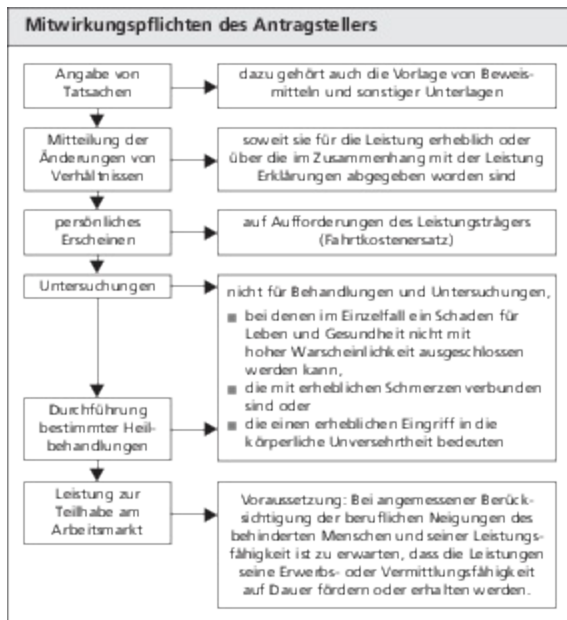 Mitwirkungspflichten des Antragstellers
Angabe von
Tatsachen
dazu gehört auch die Vorlage von Beweis-
mitteln und sonstiger Unterlagen
Mitteilung der
Änderungen von
Verhältnissen
soweit sie für die Leistung erheblich oder
über die im Zusammenhang mit der Leistung
Erklärungen abgegeben worden sind
persönliches
Erscheinen
auf Aufforderungen des Leistungsträgers
(Fahrtkostenersatz)
Untersuchungen
nicht für Behandlungen und Untersuchungen,
bei denen im Einzelfall ein Schaden für
Leben und Gesundheit nicht mit
hoher Warscheinlichkeit ausgeschlossen
werden kann,
die mit erheblichen Schmerzen verbunden
sind oder
die einen erheblichen Eingriff in die
körperliche Unversehrtheit bedeuten
Durchführung
bestimmter Heil-
behandlungen
Leistung zur
Teilhabe am
Arbeitsmarkt
Voraussetzung: Bei angemessener Berück-
sichtigung der beruflichen Neigungen des
behinderten Menschen und seiner Leistungs-
fähigkeit ist zu erwarten, dass die Leistungen
seine Erwerbs- oder Vermittlungsfähigkeit
auf Dauer fördern oder erhalten werden.